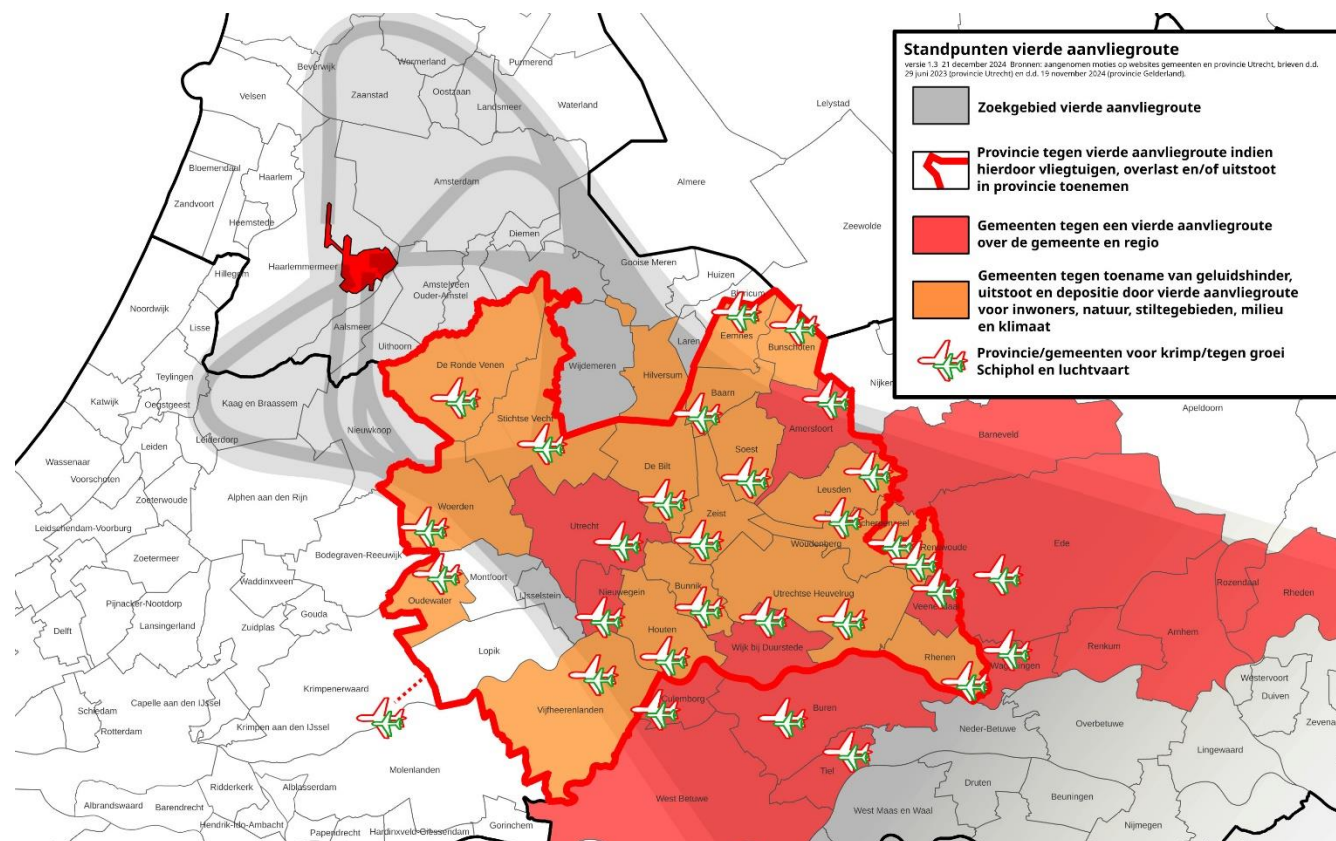 Standpunten vierde aanvliegroute
versie 1.3 21 december 2024 Bronnen: aangenomen moties op websites gemeenten en provincie Utrecht, brieven d.d.
29 juni 2023 (provincie Utrecht) en d.d. 19 november 2024 (provincie Gelderland).
Zoekgebied vierde aanvliegroute
Provincie tegen vierde aanvliegroute indien
hierdoor vliegtuigen, overlast en/of uitstoot
in provincie toenemen
Gemeenten tegen een vierde aanvliegroute
over de gemeente en regio
Gemeenten tegen toename van geluidshinder,
uitstoot en depositie door vierde aanvliegroute
voor inwoners, natuur, stiltegebieden, milieu
en klimaat
Provincie/gemeenten voor krimp/tegen groei
Schiphol en luchtvaart
Beverwijk
Wormerland
Purmerend
Velsen
Zaanstad
Oostzaan
Landsmeer
Waterland
Lelystad
Bloemendaal
Haarlem
Amsterdam
Almere
Zandvoort
Heemstede
Diemen
Zeewolde
Haarlemmermeer
Hillegom
Gooise Meren
Huizen
Amstelveen
Ouder-Amstel
Noordwijk
Lisse
Aalsmeer
Uithoorn
Eemnes
Bunschoten
Laren
Teylingen
De Ronde Venen
Wijdemeren
Hilversum
Baarn
Apeldoorn
Katwijk
Oegstgeest
Kaag en Braassem
Stichtse Vecht
Amersfoort
Barneveld
Leiden
Leiderdorp
Nieuwkoop
Soest
Wassenaar
Voorschoten
De Bilt
Leusden
Zoeterwoude
Alphen aan den Rijn
Woerden
Zeist
Leidschendam-Voorburg
Utrecht
Woudenberg
Ede
Zoetermeer
Bodegraven-Reeuwijk
Waddinxveen
Montfoort
IJsselstein
Nieuwegein
Bunnik
Utrechtse Heuvelrug
Rozendaal
Rheden
Pijnacker-Nootdorp
Gouda
Oudewater
Delft
Lansingerland
Zuidplas
Houten
Wijk bij Duurstede
Arnhem
Renkum
Lopik
Rhenen
Krimpenerwaard
Westervoort
Duiven
Schiedam
Capelle aan den IJssel
Vijfheerenlanden
Culemborg
Buren
Rotterdam
Krimpen aan den IJssel
Neder-Betuwe
Overbetuwe
Lingewaard
Molenlanden
Tiel
Ridderkerk
Alblasserdam
Druten
Beuningen
Albrandswaard
Barendrecht
West Betuwe
West Maas en Waal
Hendrik-Ido-Ambacht
Papendrecht
Hardinxveld-Giessendam
Gorinchem
Nijmegen